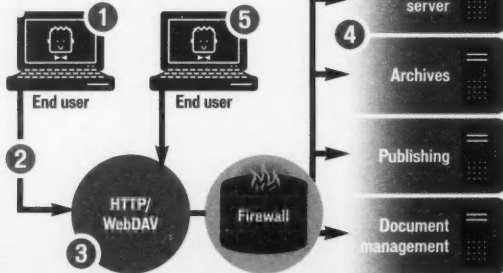 1
5
server
4
Archives
End user
End user
2
Publishing
HTTP/
WebDAV
Firewall
3
Document
management